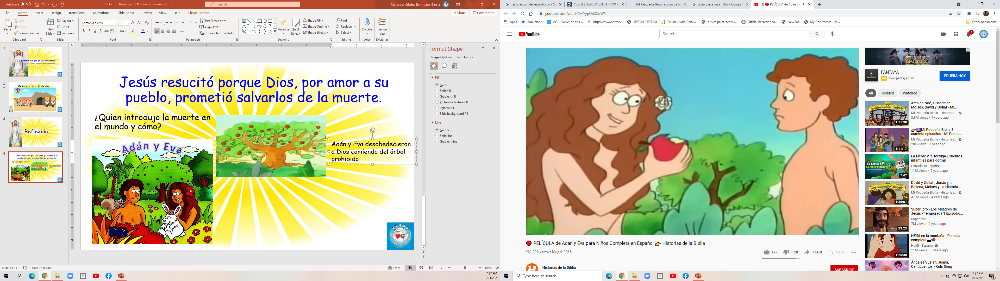 AutoSave Off
Ciclo B – I Domingo de Pascua de Resurrección
Search
Mercedes Cristina Bermudez-Garcia
File Home Insert Design Transitions Animations Slide Show Review View Help Shape Format
Share Comments
Paste
Cut
Copy
Format Painter
Clipboard
New Slide
Layout
Reset
Section
Slides
Comic Sans MS 18
Font
Text Direction
Align Text
Convert to SmartArt
Paragraph
Arrange
Quick Styles
Shape Fill
Shape Outline
Shape Effects
Drawing
Find
Replace
Select
Editing
Dictate
Voice
Design Ideas
Designer
1
Ministerio Amigos de Jesús y María
2
Resurrección de Jesús
3
Reflexión
4
Jesús resucitó porque Dios, por amor a su
pueblo, prometió salvarlos de la muerte.
¿Quien introdujo la muerte en
el mundo y cómo?
Adán y Eva
Adán y Eva desobedecieron
a Dios comiendo del árbol
prohibido
Format Shape
Shape Options Text Options
Fill
No fill
Solid fill
Gradient fill
Picture or texture fill
Pattern fill
Slide background fill
Line
No line
Solid line
Gradient line
Slide 4 of 4
Spanish (Spain)
Notes
101%
7:37 PM
3/23/2021
resurreccion de jesus dibujo - Go
Ciclo B | FLORIDA CENTER FOR P
B-I Pascua-La Resurreccion de Je
adan y eva para niños - Google S
(3) PELÍCULA de Adán y E
youtube.com/watch?v=YypQnXXdWFI
Apps
Bookmarks
AOL - News, Sports,...
https://www.northe...
SPECIAL OFFERS!
Online Audio Conv...
oris.co.palm-beach....
Official Records Sea...
New Tab
My Documents – eF...
Other bookmarks
YouTube
Search
3
BRONCO
PANTAYA
PANTAYA
Ad www.pantaya.com
PRUEBA HOY
All Related Watched
Arca de Noé, Historia de
Moises, David y Goliat - Mi...
Mi Pequeña Biblia - Historias...
8.8M views • 4 years ago
1:11:38
Mi Pequeña Biblia 3
comleto episodios - Mi Peque...
Mi Pequeña Biblia - Historias...
20K views • 1 year ago
1:11:17
La Liebre y la Tortuga | Cuentos
infantiles para dormir
OkiDokiDo Español
11M views • 2 years ago
LA LIEBRE
Y LA TORTUGA
7:42
David y Goliat , Jonás y la
Ballena, Moisés y La Historia...
Mi Pequeña Biblia - Historias...
4.1M views • 4 years ago
1:36:07
Superlibro - Los Milagros de
Jesús - Temporada 1 Episodio...
Superlibro
7M views • 2 years ago
23:23
HEIDI en la montaña - Película
completa
Heidi - Español
11M views • 3 years ago
1:26:38
Ángeles Vuelan, Juana,
Canticuentos - Kids Song
PELÍCULA de Adán y Eva para Niños Completa en Español Historias de la Biblia
961,996 views • May 4, 2018
12K 1.2K SHARE SAVE
Historias de la Biblia
SUBSCRIBE
Type here to search
7:37 PM
3/23/2021